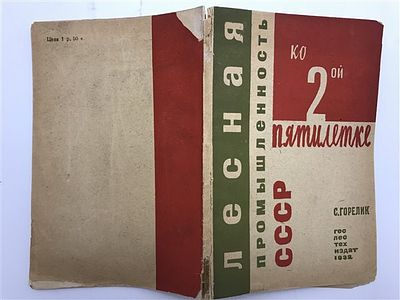 Цена 1 р. 50 к.
ЛЕСНАЯ
ПРОМЫШЛЕННОСТЬ
СССР
КО
2ОЙ
ПЯТИЛЕТКЕ
С.ГОРЕЛИК
ГОС
ЛЕС
ТЕХ
ИЗДАТ
1932